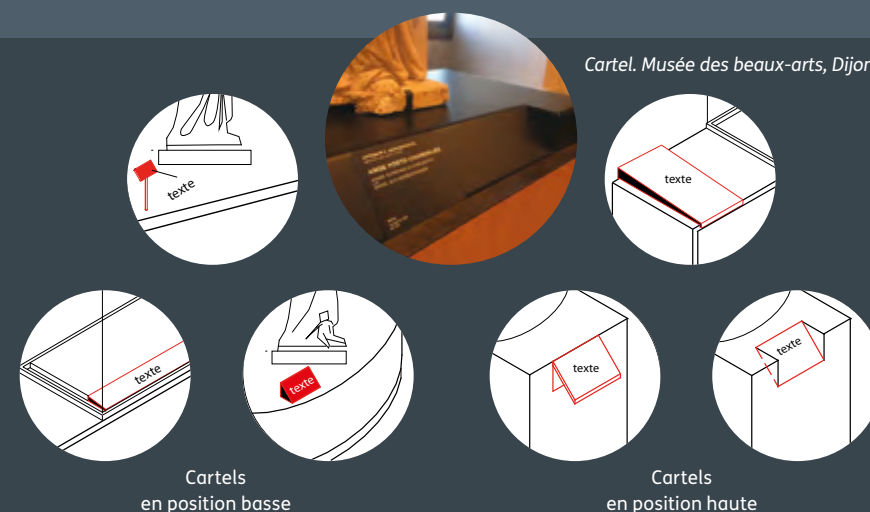 Cartel. Musée des beaux-arts, Dijon
texte
texte
texte
texte
texte
texte
Cartels
en position basse
Cartels
en position haute